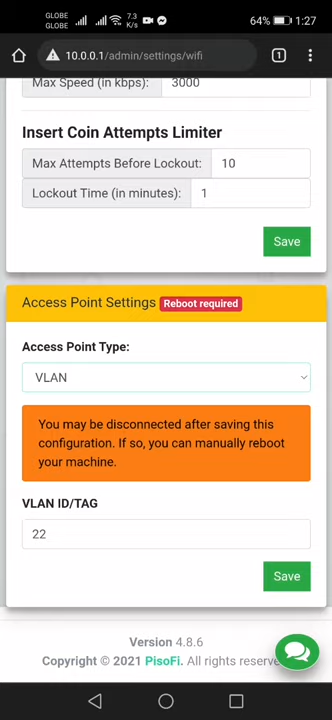 GLOBE
GLOBE
7.3
K/s
64% 1:27
10.0.0.1/admin/settings/wifi
1
Max Speed (in kbps): 3000
Insert Coin Attempts Limiter
Max Attempts Before Lockout: 10
Lockout Time (in minutes): 1
Save
Access Point Settings Reboot required
Access Point Type:
VLAN
You may be disconnected after saving this
configuration. If so, you can manually reboot
your machine.
VLAN ID/TAG
22
Save
Version 4.8.6
Copyright © 2021 PisoFi. All rights reserve